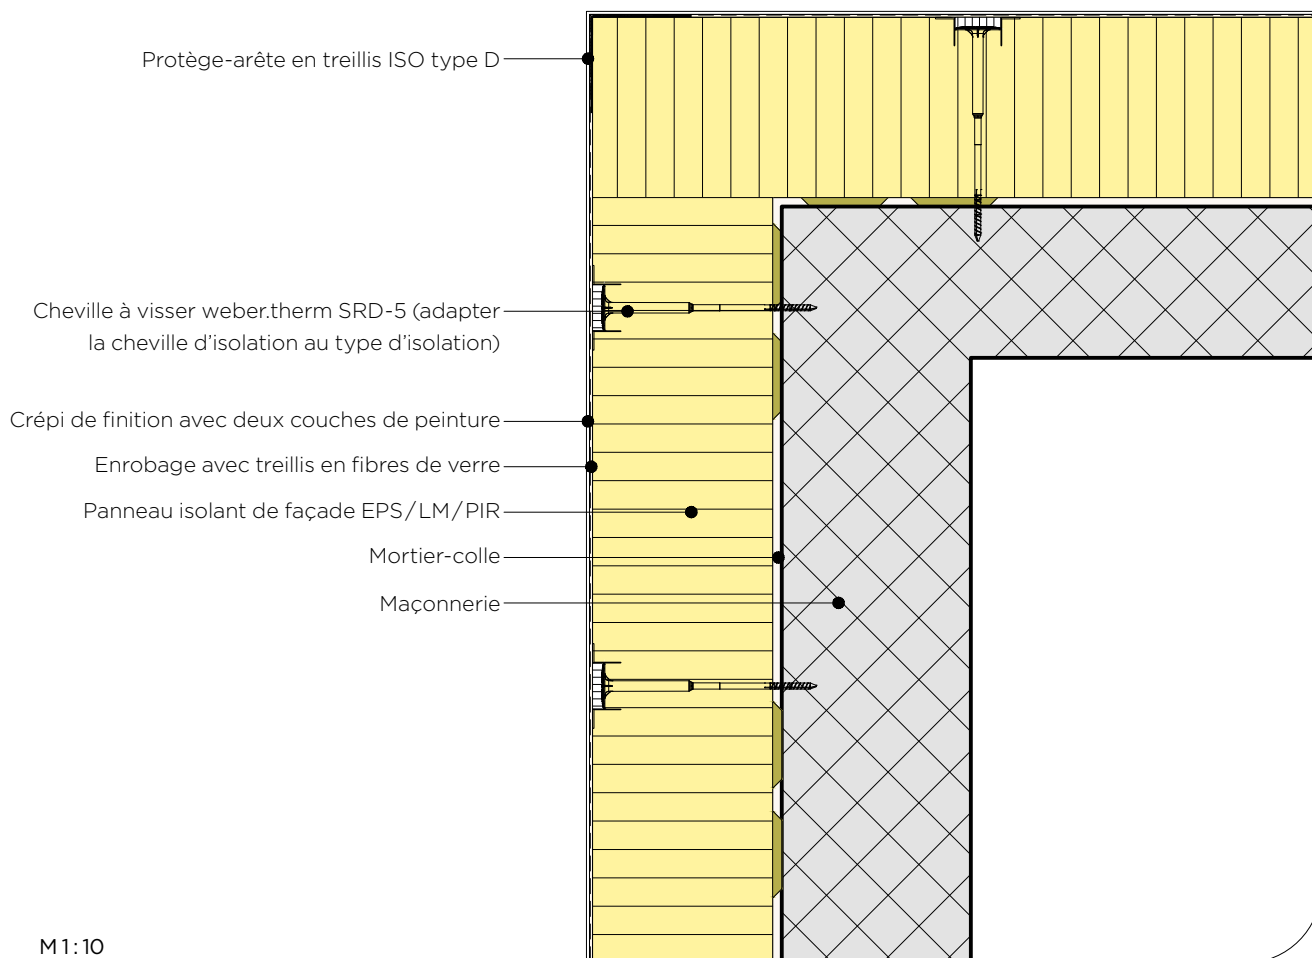 Protège-arête en treillis ISO type D
Cheville à visser weber.therm SRD-5 (adapter
la cheville d'isolation au type d'isolation)
Crépi de finition avec deux couches de peinture
Enrobage avec treillis en fibres de verre
Panneau isolant de façade EPS/LM/PIR
Mortier-colle
Maçonnerie
M 1 : 10